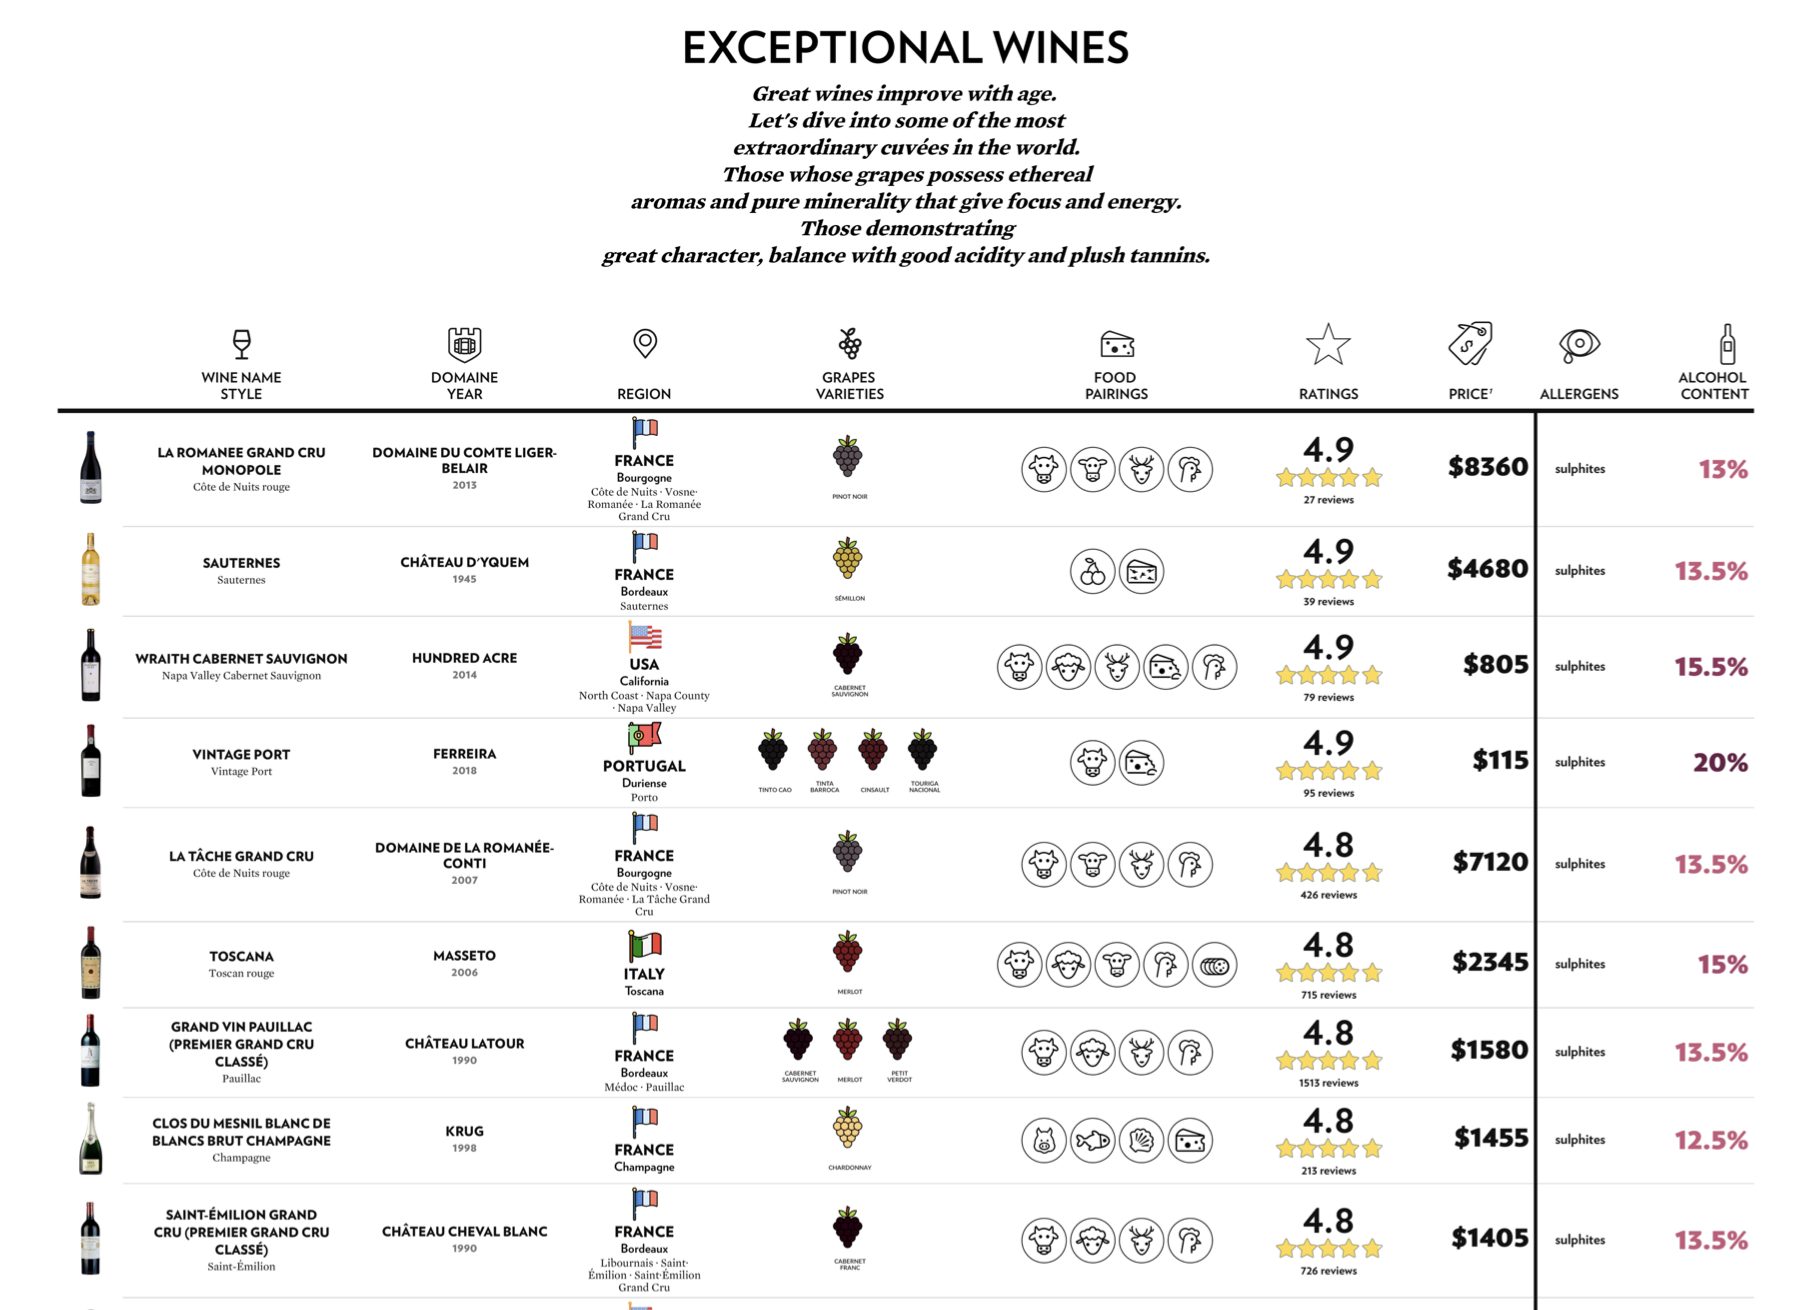 EXCEPTIONAL WINES
Great wines improve with age.
Let's dive into some of the most
extraordinary cuvées in the world.
Those whose grapes possess ethereal
aromas and pure minerality that give focus and energy.
Those demonstrating
great character, balance with good acidity and plush tannins.
WINE NAME
STYLE
DOMAINE
YEAR
REGION
GRAPES
VARIETIES
FOOD
PAIRINGS
RATINGS
PRICE†
ALLERGENS
ALCOHOL
CONTENT
LA ROMANEE GRAND CRU
MONOPOLE
Côte de Nuits rouge
DOMAINE DU COMTE LIGER-
BELAIR
2013
FRANCE
Bourgogne
Côte de Nuits · Vosne-
Romanée · La Romanée
Grand Cru
PINOT NOIR
4.9
27 reviews
$8360
sulphites
13%
SAUTERNES
Sauternes
CHÂTEAU D'YQUEM
1945
FRANCE
Bordeaux
Sauternes
SÉMILLON
4.9
39 reviews
$4680
sulphites
13.5%
WRAITH CABERNET SAUVIGNON
Napa Valley Cabernet Sauvignon
HUNDRED ACRE
2014
USA
California
North Coast · Napa County
· Napa Valley
CABERNET
SAUVIGNON
4.9
79 reviews
$805
sulphites
15.5%
VINTAGE PORT
Vintage Port
FERREIRA
2018
PORTUGAL
Duriense
Porto
TINTO CAO
TINTA
BARROCA
CINSAULT
TOURIGA
NACIONAL
4.9
95 reviews
$115
sulphites
20%
LA TÂCHE GRAND CRU
Côte de Nuits rouge
DOMAINE DE LA ROMANÉE-
CONTI
2007
FRANCE
Bourgogne
Côte de Nuits · Vosne-
Romanée · La Tâche Grand
Cru
PINOT NOIR
4.8
426 reviews
$7120
sulphites
13.5%
TOSCANA
Toscan rouge
MASSETO
2006
ITALY
Toscana
MERLOT
4.8
715 reviews
$2345
sulphites
15%
GRAND VIN PAUILLAC
(PREMIER GRAND CRU
CLASSÉ)
Pauillac
CHÂTEAU LATOUR
1990
FRANCE
Bordeaux
Médoc · Pauillac
CABERNET
SAUVIGNON
MERLOT
PETIT
VERDOT
4.8
1513 reviews
$1580
sulphites
13.5%
CLOS DU MESNIL BLANC DE
BLANCS BRUT CHAMPAGNE
Champagne
KRUG
1998
FRANCE
Champagne
CHARDONNAY
4.8
213 reviews
$1455
sulphites
12.5%
SAINT-ÉMILION GRAND
CRU (PREMIER GRAND CRU
CLASSÉ)
Saint-Émilion
CHÂTEAU CHEVAL BLANC
1990
FRANCE
Bordeaux
Libournais · Saint-
Émilion · Saint-Émilion
Grand Cru
CABERNET
FRANC
4.8
726 reviews
$1405
sulphites
13.5%